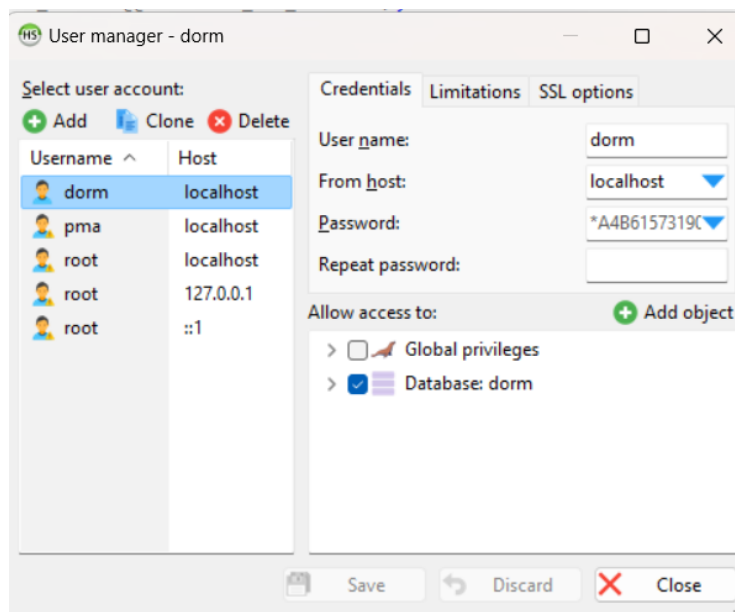 User manager - dorm
Select user account:
Add Clone Delete
Username Host
dorm localhost
pma localhost
root localhost
root 127.0.0.1
root ::1
Credentials Limitations SSL options
User name: dorm
From host: localhost
Password: *A4B6157319C
Repeat password:
Allow access to: Add object
Global privileges
Database: dorm
Save Discard Close